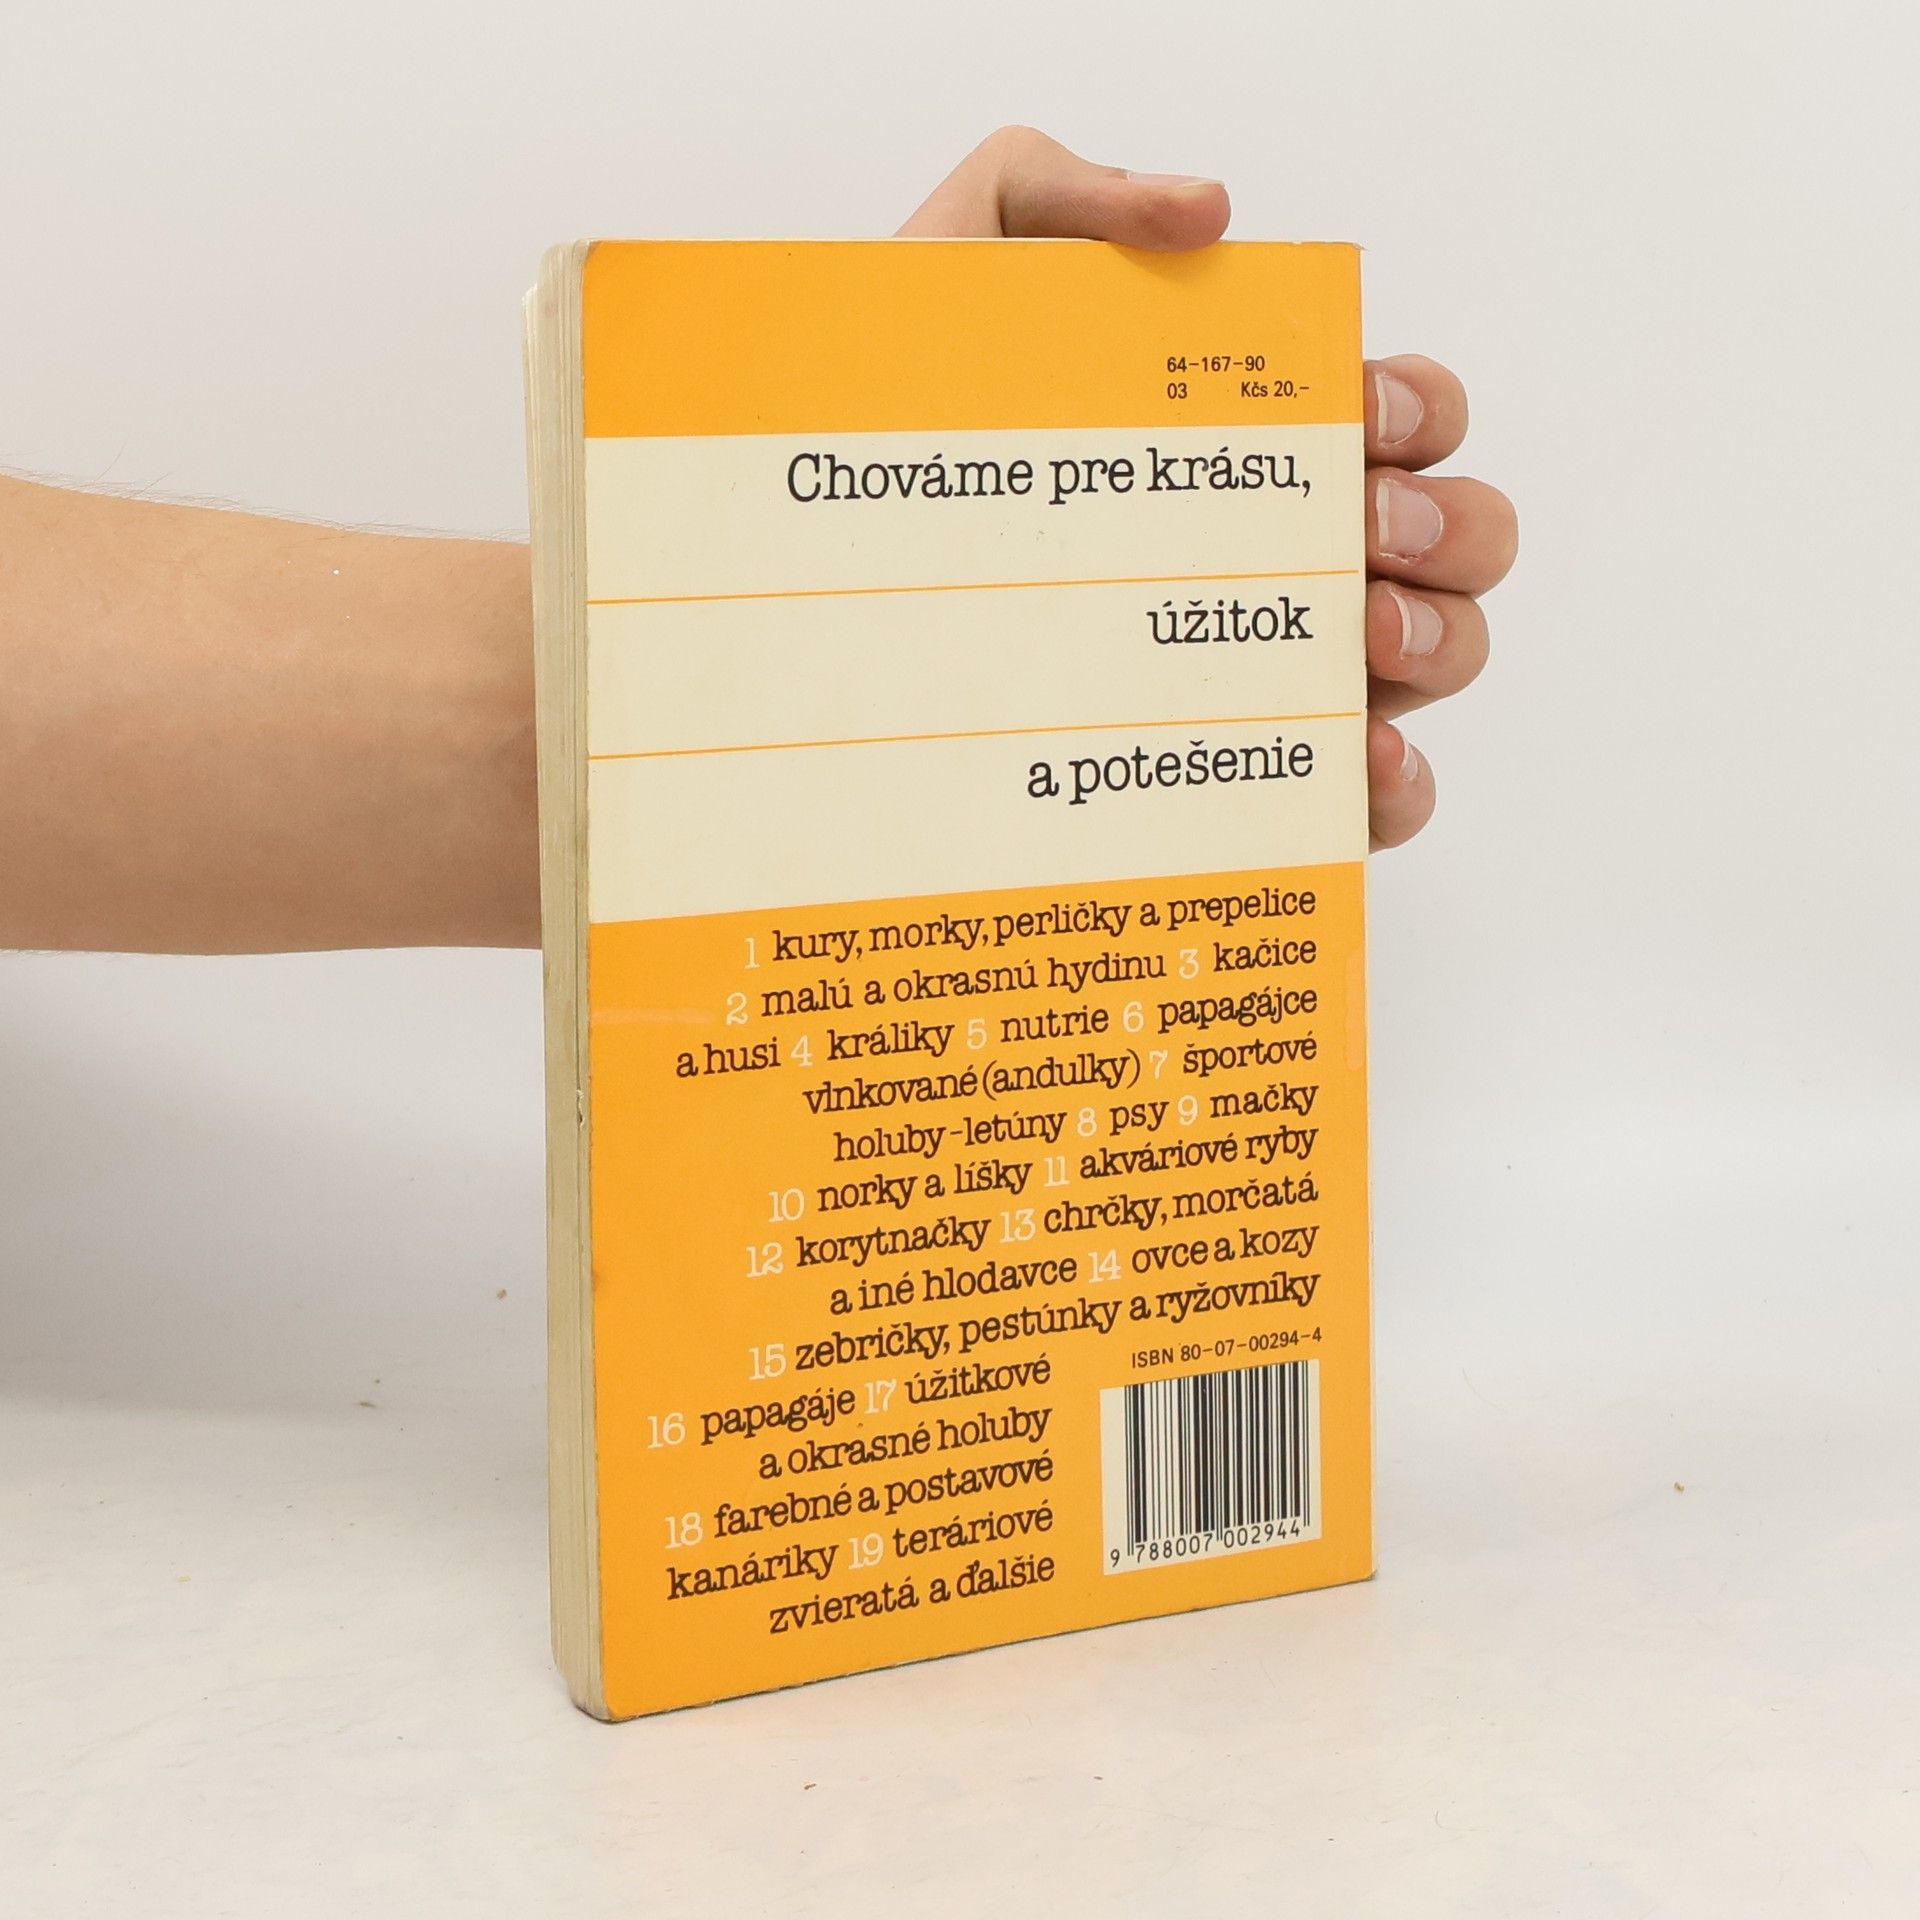 64-167-90
03 Kčs 20,-
Chováme pre krásu,
úžitok
a potešenie
1 kury, morky, perličky a prepelice
2 malú a okrasnú hydinu 3 kačice
a husi 4 králiky 5 nutrie 6 papagájce
vlnkované (andulky) 7 športové
holuby-letúny 8 psy 9 mačky
10 norky a líšky 11 akváriové ryby
12 korytnačky 13 chrčky, morčatá
a iné hlodavce 14 ovce a kozy
15 zebričky, pestúnky a ryžovníky
16 papagáje 17 úžitkové
a okrasné holuby
18 farebné a postavové
kanáriky 19 teráriové
zvieratá a ďalšie
ISBN 80-07-00294-4
9 788007 002944